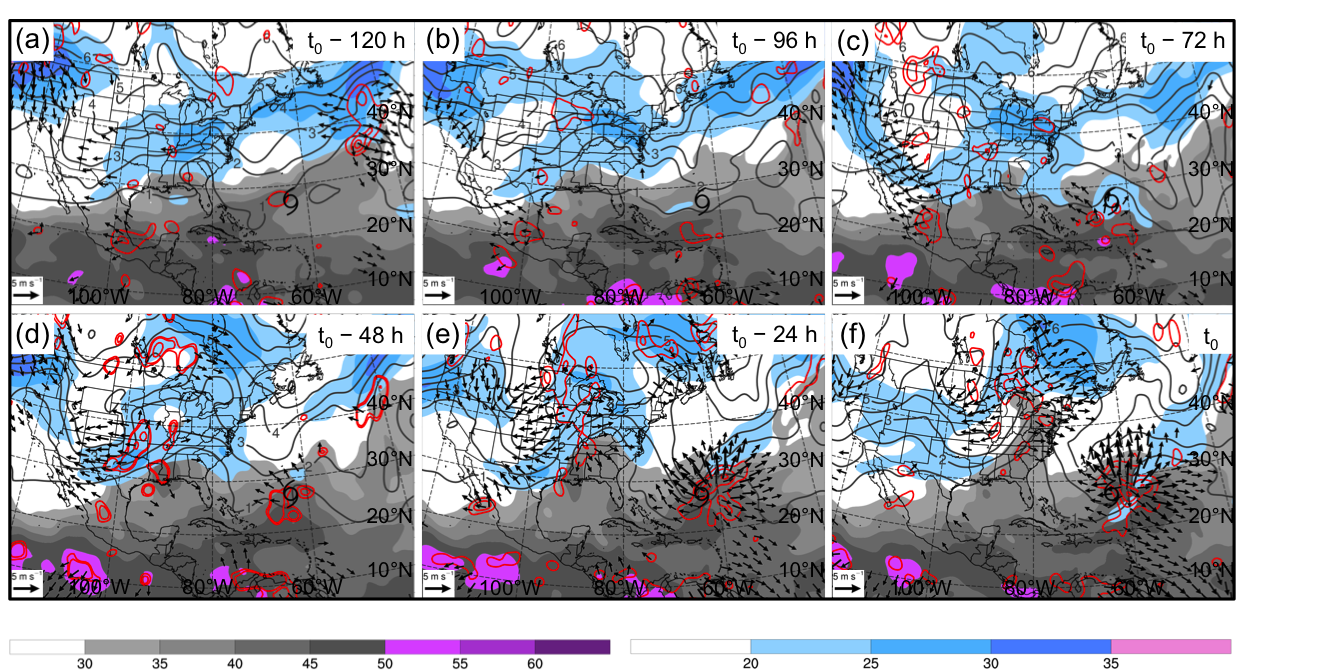 (a) t₀ − 120 h
(b) t₀ − 96 h
(c) t₀ − 72 h
40°N
30°N
20°N
10°N
5 m s⁻¹
100°W 80°W 60°W
40°N
30°N
20°N
10°N
5 m s⁻¹
100°W 80°W 60°W
40°N
30°N
20°N
10°N
5 m s⁻¹
100°W 80°W 60°W
(d) t₀ − 48 h
(e) t₀ − 24 h
(f) t₀
40°N
30°N
20°N
10°N
5 m s⁻¹
100°W 80°W 60°W
40°N
30°N
20°N
10°N
5 m s⁻¹
100°W 80°W 60°W
40°N
30°N
20°N
10°N
5 m s⁻¹
100°W 80°W 60°W
30 35 40 45 50 55 60
20 25 30 35